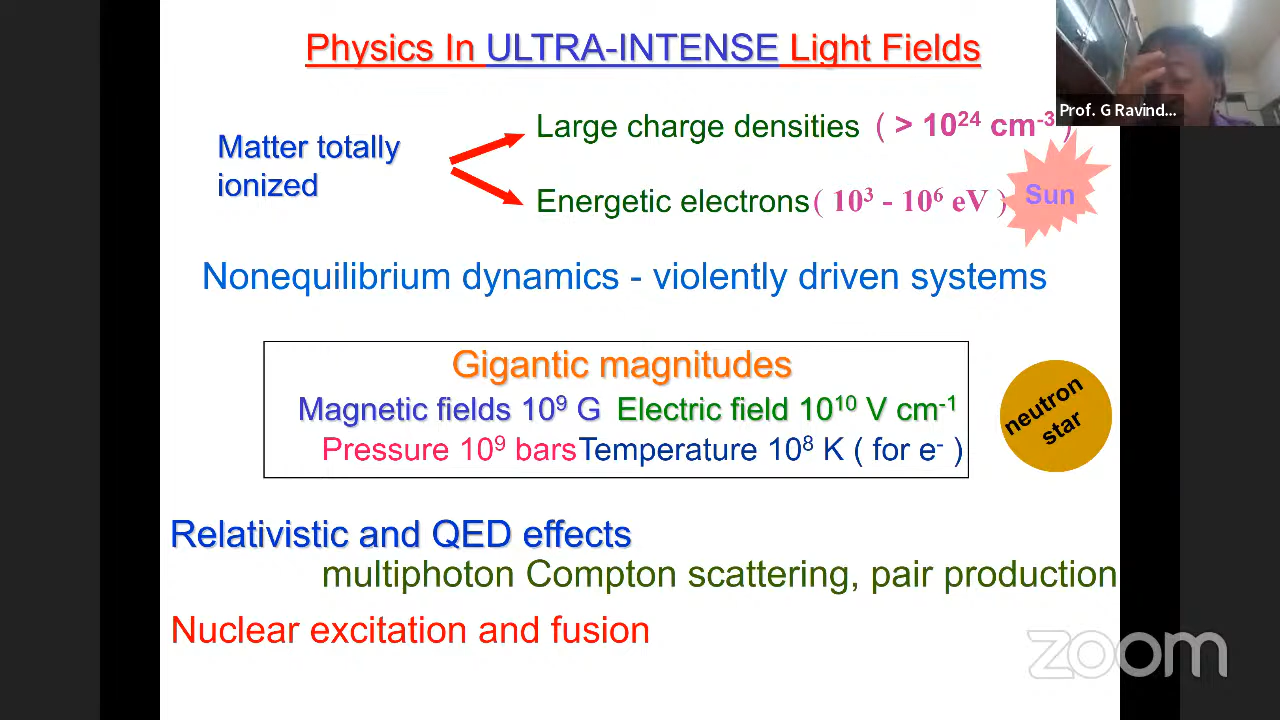 Physics In ULTRA-INTENSE Light Fields
Prof. G Ravind...
Matter totally
ionized
Large charge densities ( > 10²⁴ cm⁻³ )
Energetic electrons ( 10³ - 10⁶ eV )
Sun
Nonequilibrium dynamics - violently driven systems
Gigantic magnitudes
Magnetic fields 10⁹ G Electric field 10¹⁰ V cm⁻¹
Pressure 10⁹ bars Temperature 10⁸ K ( for e⁻ )
neutron
star
Relativistic and QED effects
multiphoton Compton scattering, pair production
Nuclear excitation and fusion
zoom